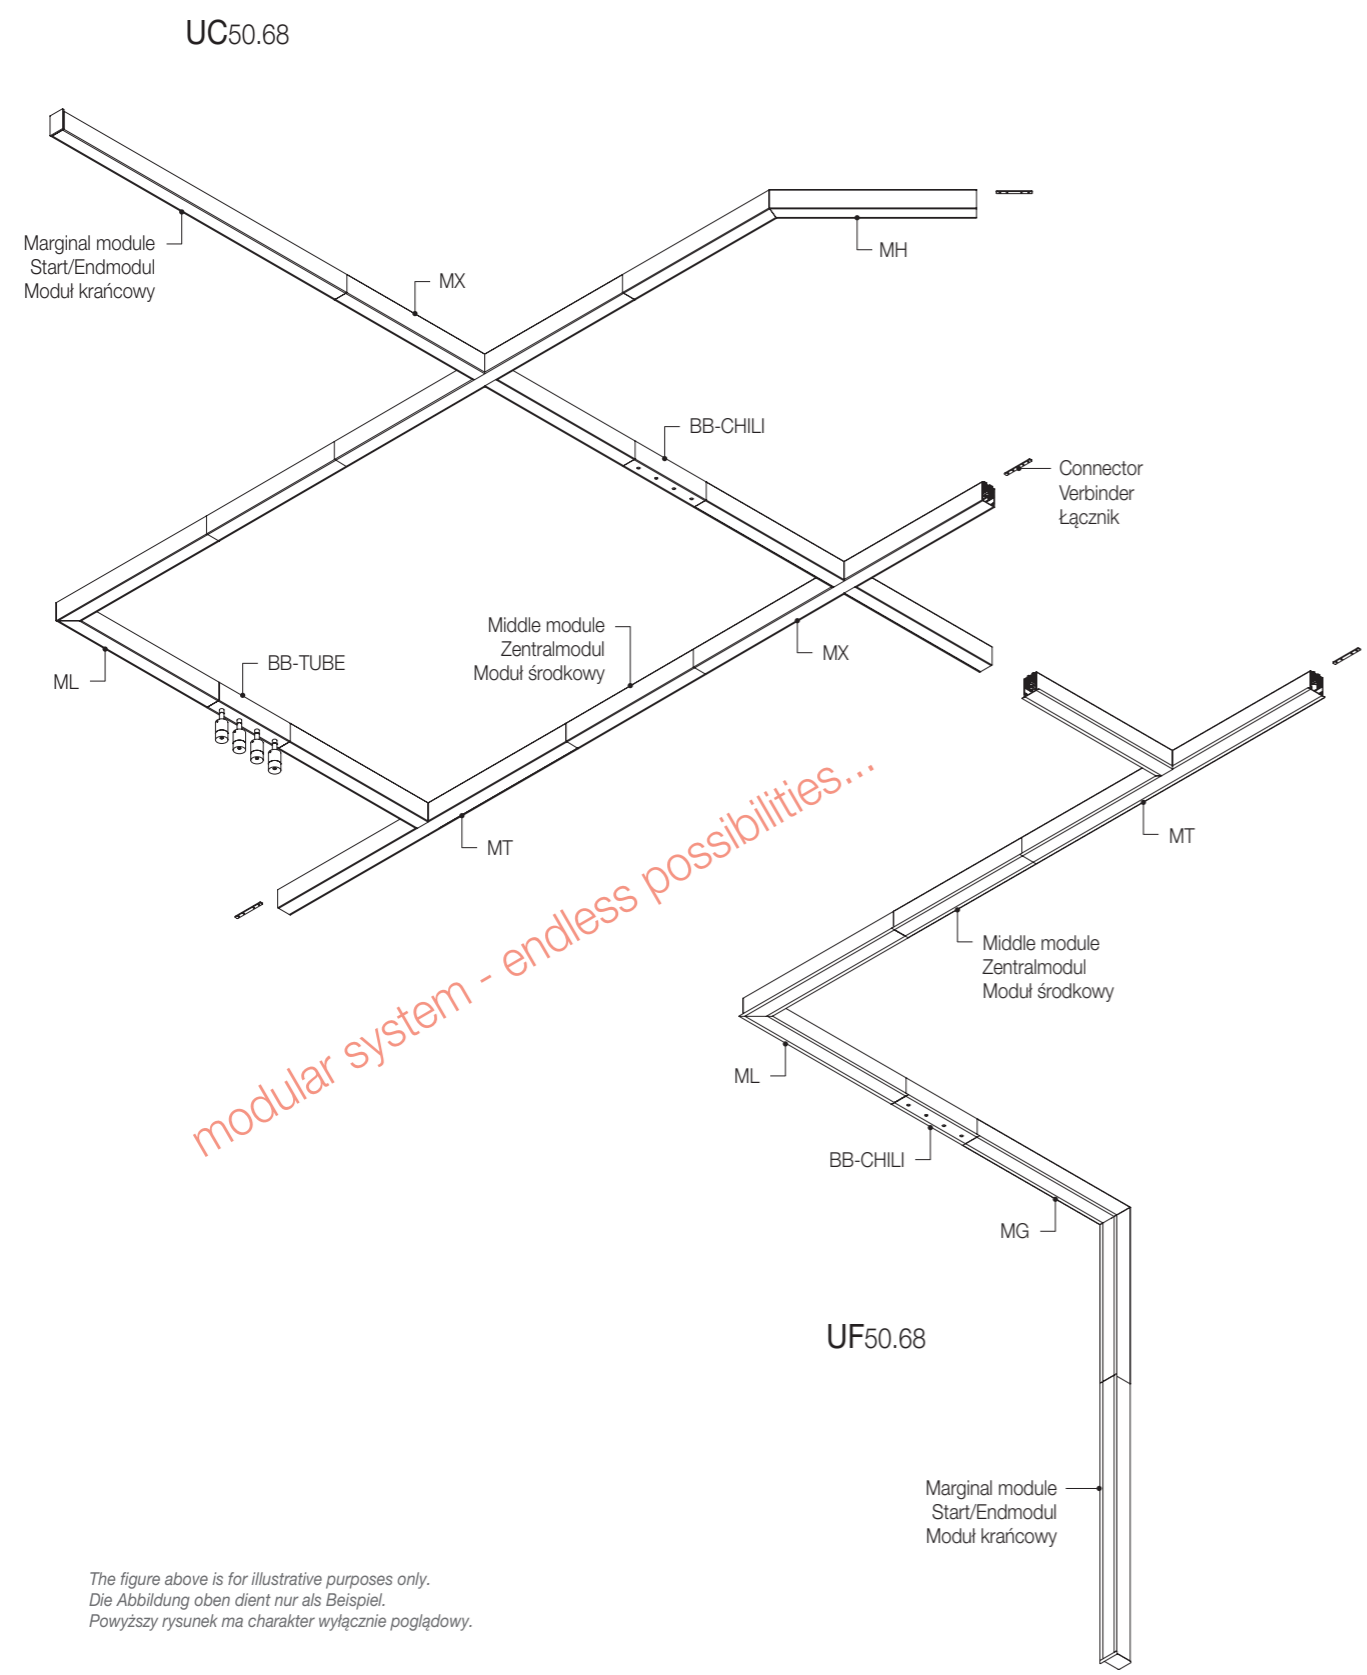 UC50.68
Marginal module
Start/Endmodul
Moduł krańcowy
MX
MH
BB-CHILI
Connector
Verbinder
Łącznik
Middle module
Zentralmodul
Moduł środkowy
MX
ML
BB-TUBE
MT
modular system - endless possibilities...
MT
Middle module
Zentralmodul
Moduł środkowy
ML
BB-CHILI
MG
UF50.68
Marginal module
Start/Endmodul
Moduł krańcowy
The figure above is for illustrative purposes only.
Die Abbildung oben dient nur als Beispiel.
Powyższy rysunek ma charakter wyłącznie poglądowy.